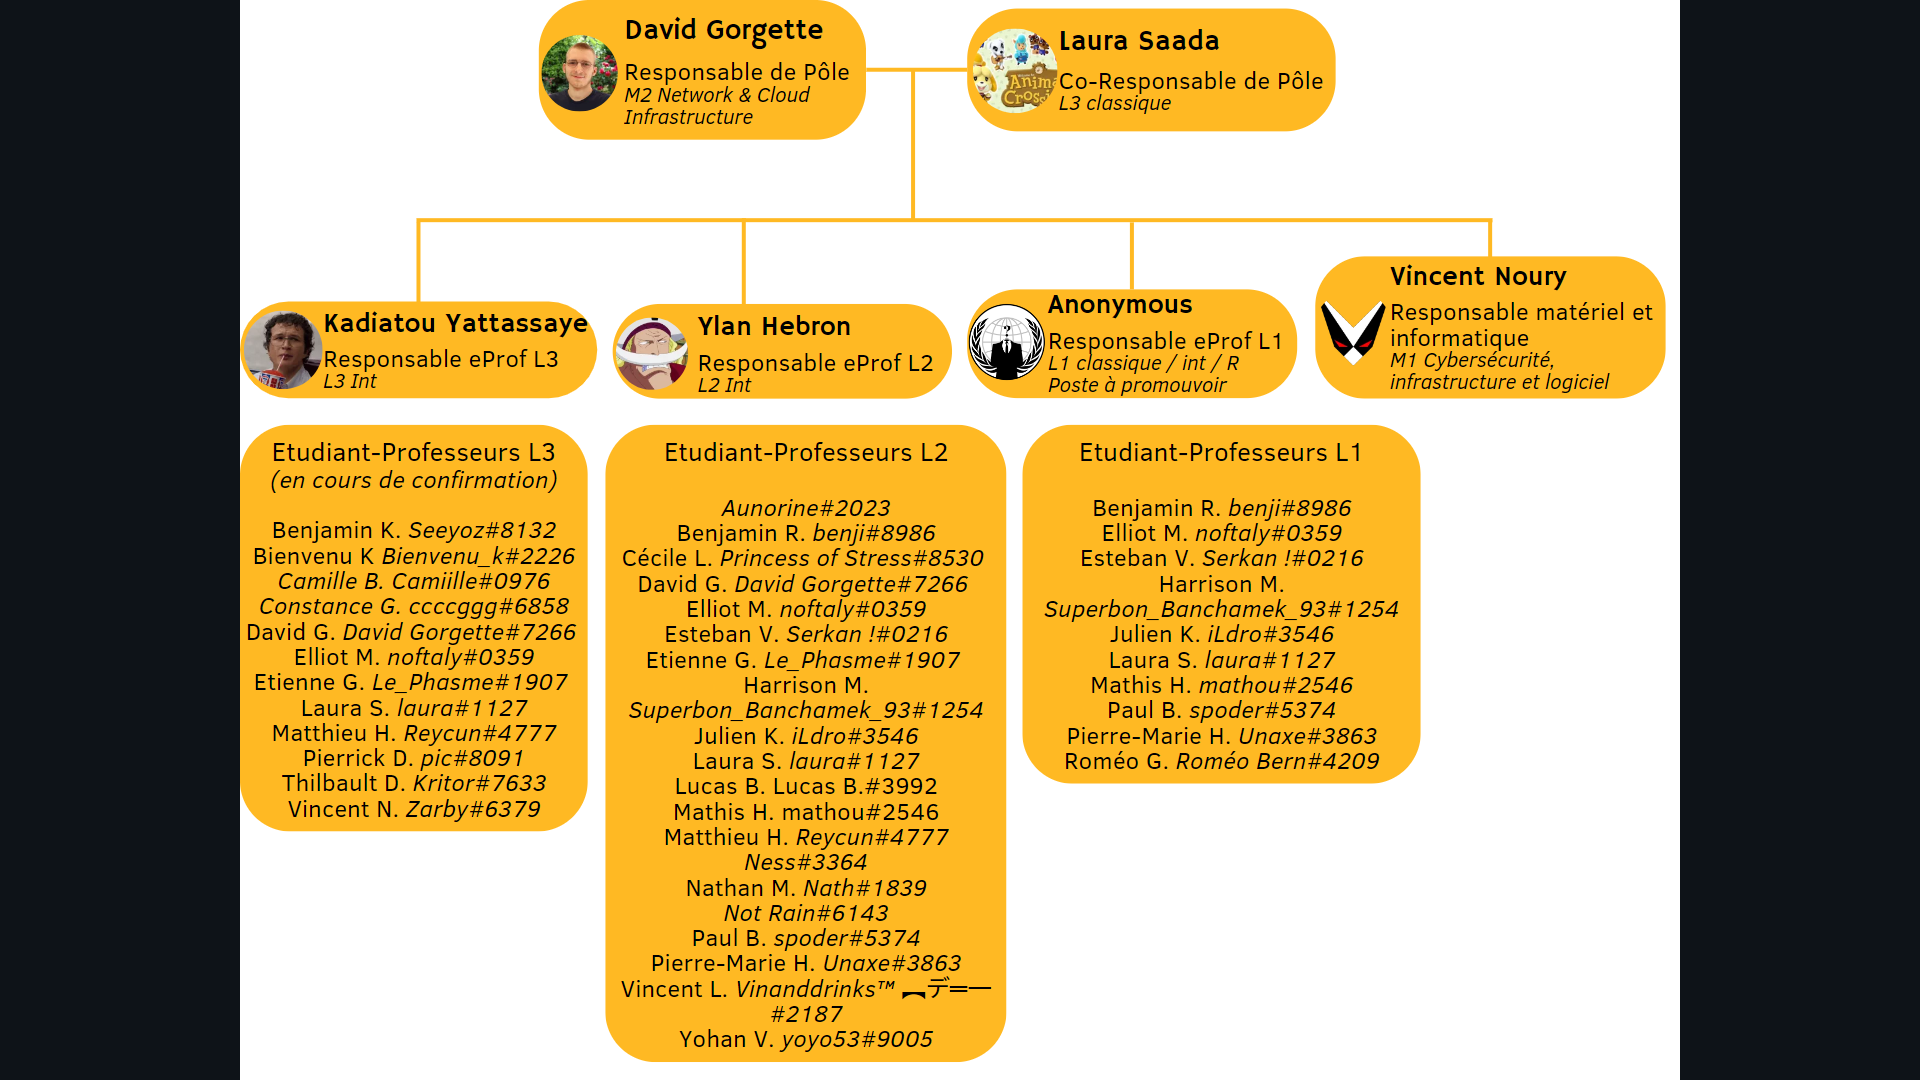 David Gorgette
Responsable de Pôle
M2 Network & Cloud
Infrastructure
Laura Saada
Co-Responsable de Pôle
L3 classique
Anim
Cross
Kadiatou Yattassaye
Responsable eProf L3
L3 Int
Ylan Hebron
Responsable eProf L2
L2 Int
Anonymous
Responsable eProf L1
L1 classique / int / R
Poste à promouvoir
Vincent Noury
Responsable matériel et
informatique
M1 Cybersécurité,
infrastructure et logiciel
Etudiant-Professeurs L3
(en cours de confirmation)
Benjamin K. Seeyoz#8132
Bienvenu K Bienvenu_k#2226
Camille B. Camiille#0976
Constance G. ccccggg#6858
David G. David Gorgette#7266
Elliot M. noftaly#0359
Etienne G. Le_Phasme#1907
Laura S. laura#1127
Matthieu H. Reycun#4777
Pierrick D. pic#8091
Thilbault D. Kritor#7633
Vincent N. Zarby#6379
Etudiant-Professeurs L2
Aunorine#2023
Benjamin R. benji#8986
Cécile L. Princess of Stress#8530
David G. David Gorgette#7266
Elliot M. noftaly#0359
Esteban V. Serkan !#0216
Etienne G. Le_Phasme#1907
Harrison M.
Superbon_Banchamek_93#1254
Julien K. iLdro#3546
Laura S. laura#1127
Lucas B. Lucas B.#3992
Mathis H. mathou#2546
Matthieu H. Reycun#4777
Ness#3364
Nathan M. Nath#1839
Not Rain#6143
Paul B. spoder#5374
Pierre-Marie H. Unaxe#3863
Vincent L. Vinanddrinks™ ︻デ═一
#2187
Yohan V. yoyo53#9005
Etudiant-Professeurs L1
Benjamin R. benji#8986
Elliot M. noftaly#0359
Esteban V. Serkan !#0216
Harrison M.
Superbon_Banchamek_93#1254
Julien K. iLdro#3546
Laura S. laura#1127
Mathis H. mathou#2546
Paul B. spoder#5374
Pierre-Marie H. Unaxe#3863
Roméo G. Roméo Bern#4209